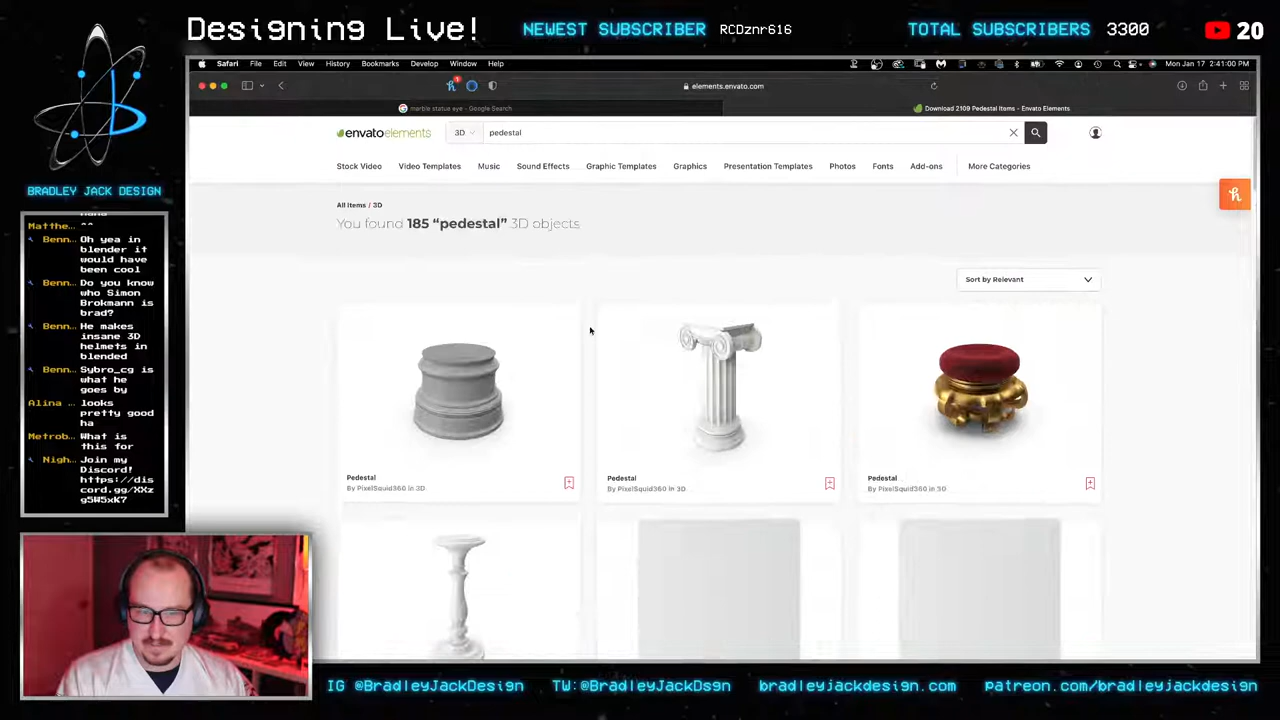 Designing Live!
NEWEST SUBSCRIBER RCDznr616
TOTAL SUBSCRIBERS 3300
20
BRADLEY JACK DESIGN
Safari File Edit View History Bookmarks Develop Window Help
Mon Jan 17 2:41:00 PM
elements.envato.com
marble statue eye - Google Search
Download 2109 Pedestal Items - Envato Elements
envatoelements
3D
pedestal
Stock Video Video Templates Music Sound Effects Graphic Templates Graphics Presentation Templates Photos Fonts Add-ons More Categories
All Items / 3D
You found 185 “pedestal” 3D objects
Sort by Relevant
Pedestal
By PixelSquid360 in 3D
Pedestal
By PixelSquid360 in 3D
Pedestal
By PixelSquid360 in 3D
Matthe... ^^
Benn... Oh yea in
blender it
would have
been cool
Benn... Do you know
who Simon
Brokmann is
brad?
Benn... He makes
insane 3D
helmets in
blended
Benn... Sybro_cg is
what he
goes by
Alina ... looks
pretty good
ha
Metrob... What is
this for
Nigh... Join my
Discord!
https://dis
cord.gg/XXz
g5W5xK7
IG @BradleyJackDesign TW:@BradleyJackDsgn bradleyjackdesign.com patreon.com/bradleyjackdesign